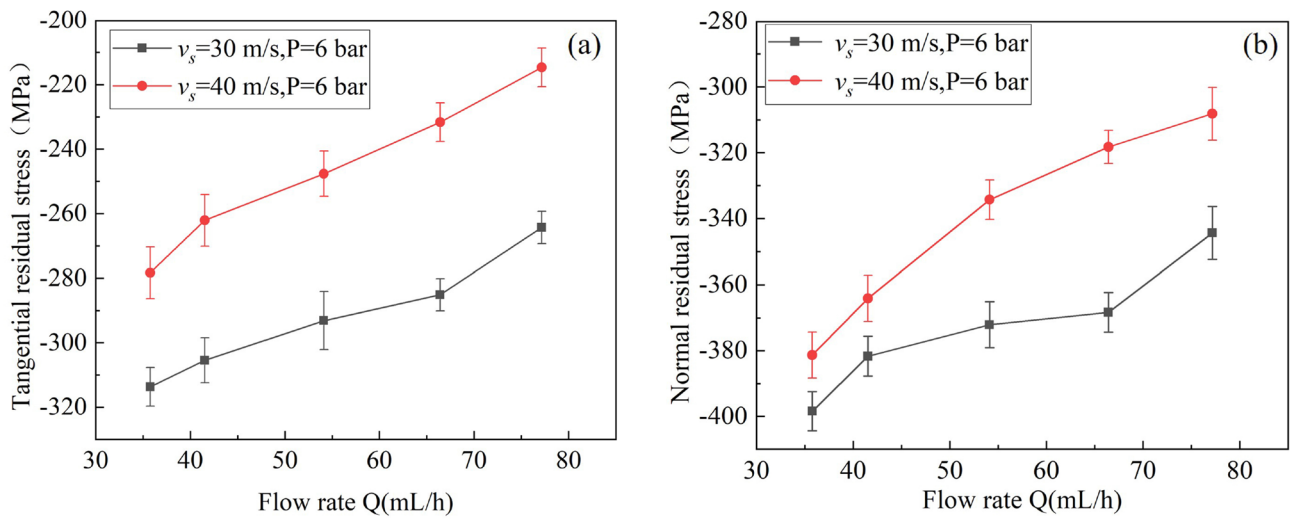 (a)
vₛ=30 m/s,P=6 bar
vₛ=40 m/s,P=6 bar
Tangential residual stress（MPa）
-200
-220
-240
-260
-280
-300
-320
30 40 50 60 70 80
Flow rate Q(mL/h)
(b)
vₛ=30 m/s,P=6 bar
vₛ=40 m/s,P=6 bar
Normal residual stress（MPa）
-280
-300
-320
-340
-360
-380
-400
30 40 50 60 70 80
Flow rate Q(mL/h)